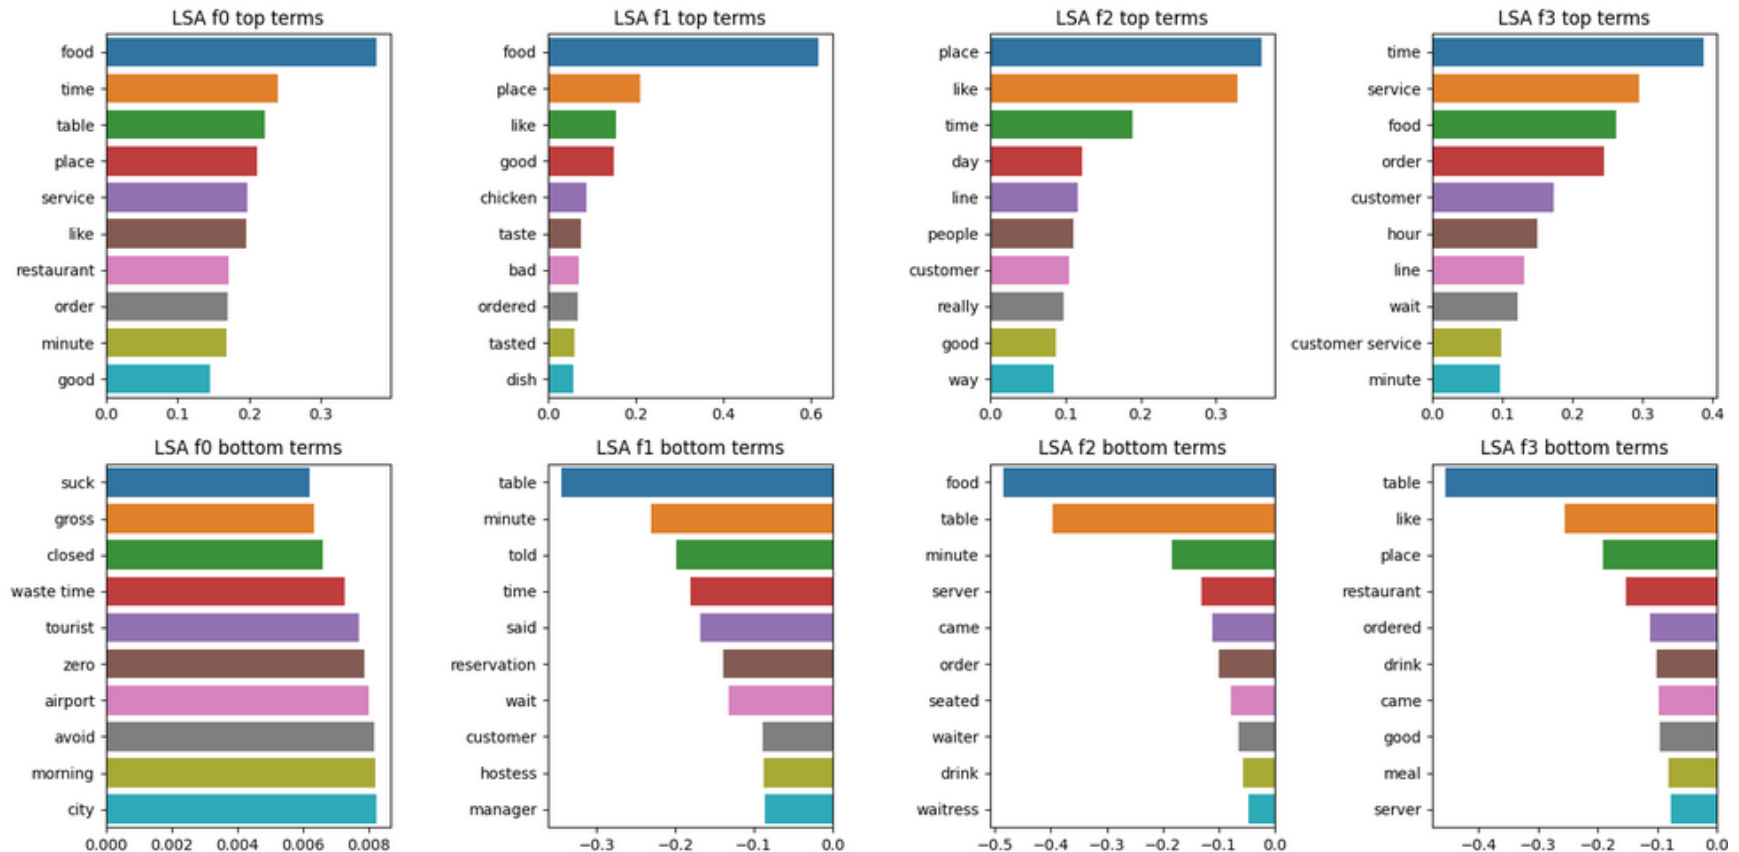 LSA f0 top terms
food
time
table
place
service
like
restaurant
order
minute
good
0.0 0.1 0.2 0.3
LSA f1 top terms
food
place
like
good
chicken
taste
bad
ordered
tasted
dish
0.0 0.2 0.4 0.6
LSA f2 top terms
place
like
time
day
line
people
customer
really
good
way
0.0 0.1 0.2 0.3
LSA f3 top terms
time
service
food
order
customer
hour
line
wait
customer service
minute
0.0 0.1 0.2 0.3 0.4
LSA f0 bottom terms
suck
gross
closed
waste time
tourist
zero
airport
avoid
morning
city
0.000 0.002 0.004 0.006 0.008
LSA f1 bottom terms
table
minute
told
time
said
reservation
wait
customer
hostess
manager
−0.3 −0.2 −0.1 0.0
LSA f2 bottom terms
food
table
minute
server
came
order
seated
waiter
drink
waitress
−0.5 −0.4 −0.3 −0.2 −0.1 0.0
LSA f3 bottom terms
table
like
place
restaurant
ordered
drink
came
good
meal
server
−0.4 −0.3 −0.2 −0.1 0.0